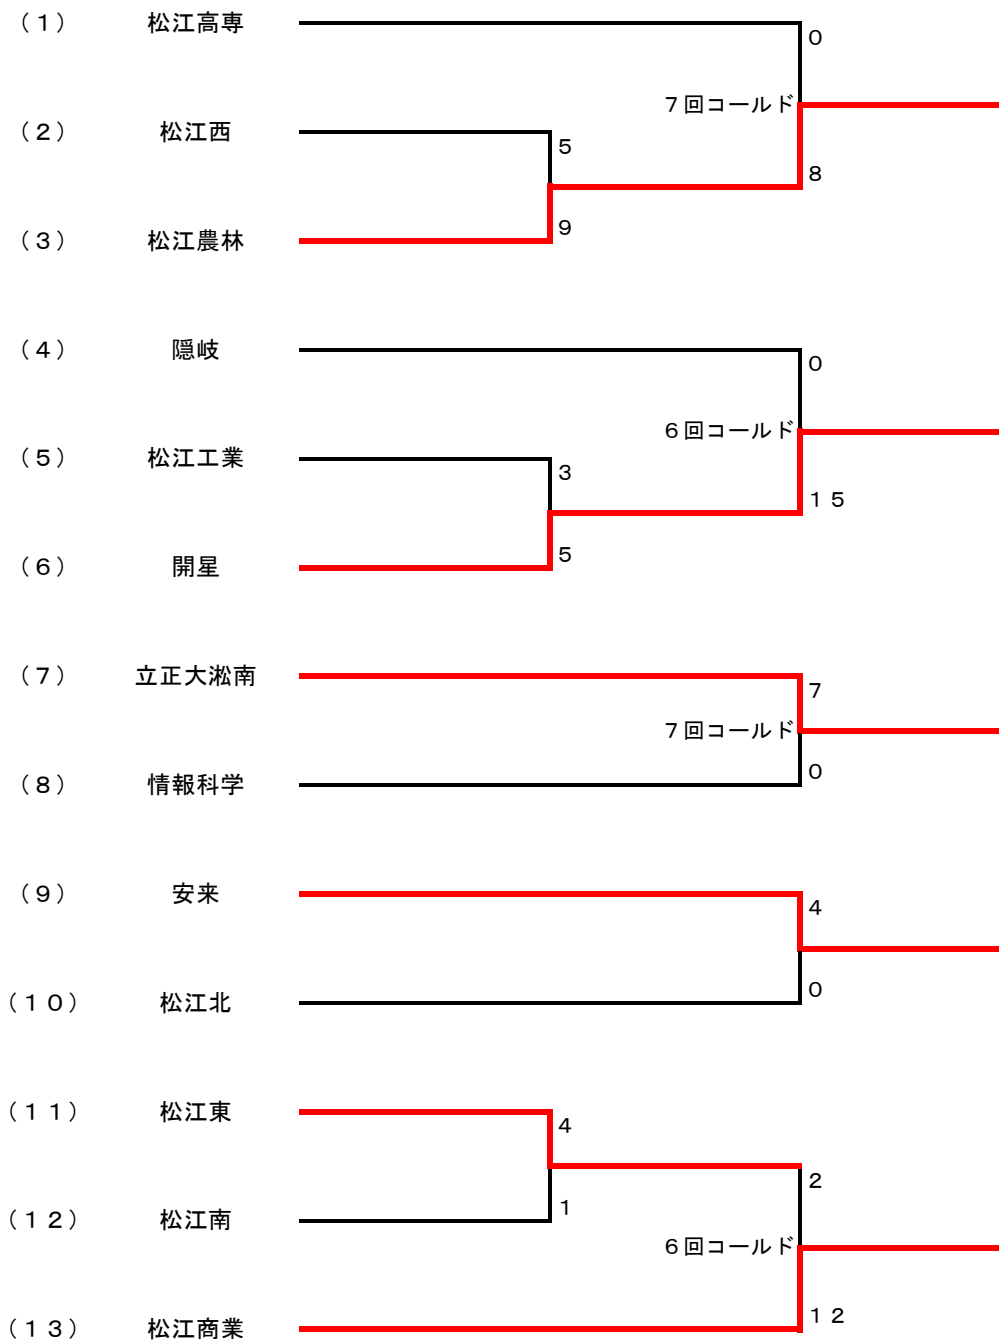 （１） 松江高専
０
７回コールド
（２） 松江西
５
８
９
（３） 松江農林
（４） 隠岐
０
６回コールド
（５） 松江工業
３
１５
５
（６） 開星
（７） 立正大淞南
７
７回コールド
０
（８） 情報科学
（９） 安来
４
０
（１０） 松江北
（１１） 松江東
４
２
１
（１２） 松江南
６回コールド
１２
（１３） 松江商業